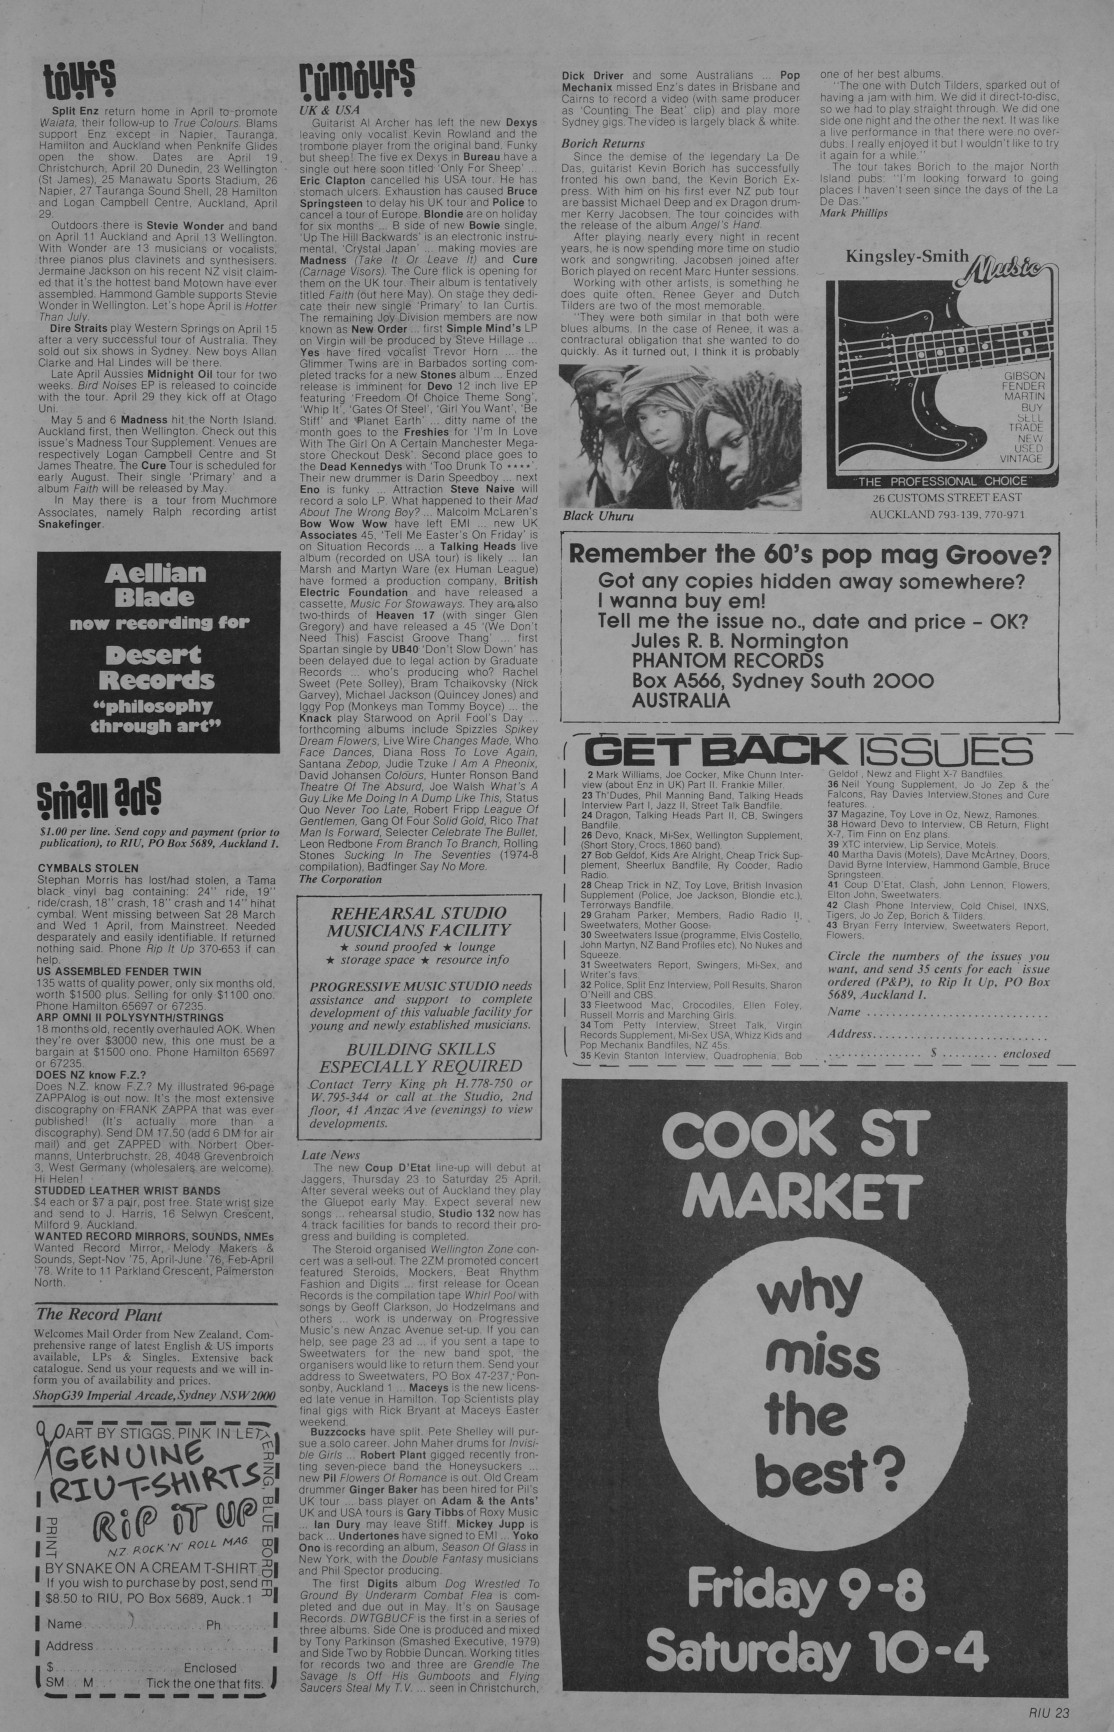 tours
Split Enz return home in April to promote
Waiata, their follow-up to True Colours. Blams
support Enz except in Napier, Tauranga,
Hamilton and Auckland when Penknife Glides
open the show. Dates are April 19
Christchurch, April 20 Dunedin, 23 Wellington
(St James), 25 Manawatu Sports Stadium, 26
Napier, 27 Tauranga Sound Shell, 28 Hamilton
and Logan Campbell Centre, Auckland, April
29.
Outdoors there is Stevie Wonder and band
on April 11 Auckland and April 13 Wellington.
With Wonder are 13 musicians or vocalists,
three pianos plus clavinets and synthesisers.
Jermaine Jackson on his recent NZ visit claim-
ed that it's the hottest band Motown have ever
assembled. Hammond Gamble supports Stevie
Wonder in Wellington. Let's hope April is Hotter
Than July.
Dire Straits play Western Springs on April 15
after a very successful tour of Australia. They
sold out six shows in Sydney. New boys Allan
Clarke and Hal Lindes will be there.
Late April Aussies Midnight Oil tour for two
weeks. Bird Noises EP is released to coincide
with the tour. April 29 they kick off at Otago
Uni.
May 5 and 6 Madness hit the North Island.
Auckland first, then Wellington. Check out this
issue's Madness Tour Supplement. Venues are
respectively Logan Campbell Centre and St
James Theatre. The Cure Tour is scheduled for
early August. Their single 'Primary' and a
album Faith will be released by May.
In May there is a tour from Muchmore
Associates, namely Ralph recording artist
Snakefinger.
Aellian
Blade
now recording for
Desert
Records
"philosophy
through art"
small ads
$1.00 per line. Send copy and payment (prior to
publication), to RIU, PO Box 5689, Auckland 1.
CYMBALS STOLEN
Stephan Morris has lost/had stolen, a Tama
black vinyl bag containing: 24" ride, 19"
ride/crash, 18" crash, 18" crash and 14" hihat
cymbal. Went missing between Sat 28 March
and Wed 1 April, from Mainstreet. Needed
desparately and easily identifiable. If returned
nothing said. Phone Rip It Up 370-653 if can
help.
US ASSEMBLED FENDER TWIN
135 watts of quality power, only six months old,
worth $1500 plus. Selling for only $1100 ono.
Phone Hamilton 65697 or 67235.
ARP OMNI II POLYSYNTH/STRINGS
18 months old, recently overhauled AOK. When
they're over $3000 new, this one must be a
bargain at $1500 ono. Phone Hamilton 65697
or 67235.
DOES NZ know F.Z.?
Does N.Z. know F.Z.? My illustrated 96-page
ZAPPAlog is out now. It's the most extensive
discography on FRANK ZAPPA that was ever
published! (It's actually more than a
discography). Send DM 17.50 (add 6 DM for air
mail) and get ZAPPED with. Norbert Ober-
manns, Unterbruchstr. 28, 4048 Grevenbroich
3, West Germany (wholesalers are welcome).
Hi Helen!
STUDDED LEATHER WRIST BANDS
$4 each or $7 a pair, post free. State wrist size
and send to J. Harris, 16 Selwyn Crescent,
Milford 9, Auckland.
WANTED RECORD MIRRORS, SOUNDS, NMEs
Wanted Record Mirror, Melody Makers &
Sounds, Sept-Nov '75, April-June '76, Feb-April
'78. Write to 11 Parkland Crescent, Palmerston
North.
The Record Plant
Welcomes Mail Order from New Zealand. Com-
prehensive range of latest English & US imports
available, LPs & Singles. Extensive back
catalogue. Send us your requests and we will in-
form you of availability and prices.
Shop G39 Imperial Arcade, Sydney NSW 2000
ART BY STIGGS. PINK IN LETTERING, BLUE BORDER
GENUINE
RIU T-SHIRTS
RIP IT UP
N.Z. ROCK 'N' ROLL MAG
PRINT
BY SNAKE ON A CREAM T-SHIRT.
If you wish to purchase by post, send
$8.50 to RIU, PO Box 5689, Auck. 1
Name Ph
Address
$ Enclosed
SM M Tick the one that fits.
rumours
UK & USA
Guitarist Al Archer has left the new Dexys
leaving only vocalist Kevin Rowland and the
trombone player from the original band. Funky
but sheep! The five ex Dexys in Bureau have a
single out here soon titled 'Only For Sheep' ...
Eric Clapton cancelled his USA tour. He has
stomach ulcers. Exhaustion has caused Bruce
Springsteen to delay his UK tour and Police to
cancel a tour of Europe. Blondie are on holiday
for six months ... B side of new Bowie single,
'Up The Hill Backwards' is an electronic instru-
mental, 'Crystal Japan' ... making movies are
Madness (Take It Or Leave It) and Cure
(Carnage Visors). The Cure flick is opening for
them on the UK tour. Their album is tentatively
titled Faith (out here May). On stage they dedi-
cate their new single 'Primary' to Ian Curtis.
The remaining Joy Division members are now
known as New Order ... first Simple Mind's LP
on Virgin will be produced by Steve Hillage ...
Yes have fired vocalist Trevor Horn ... the
Glimmer Twins are in Barbados sorting com-
pleted tracks for a new Stones album ... Enzed
release is imminent for Devo 12 inch live EP
featuring 'Freedom Of Choice Theme Song',
'Whip It', 'Gates Of Steel', 'Girl You Want', 'Be
Stiff' and 'Planet Earth' ... ditty name of the
month goes to the Freshies for 'I'm In Love
With The Girl On A Certain Manchester Mega-
store Checkout Desk'. Second place goes to
the Dead Kennedys with 'Too Drunk To ****'.
Their new drummer is Darin Speedboy ... next
Eno is funky ... Attraction Steve Naive will
record a solo LP. What happened to their Mad
About The Wrong Boy? ... Malcolm McLaren's
Bow Wow Wow have left EMI ... new UK
Associates 45, 'Tell Me Easter's On Friday' is
on Situation Records ... a Talking Heads live
album (recorded on USA tour) is likely ... Ian
Marsh and Martyn Ware (ex Human League)
have formed a production company, British
Electric Foundation and have released a
cassette, Music For Stowaways. They are also
two-thirds of Heaven 17 (with singer Glen
Gregory) and have released a 45 '(We Don't
Need This) Fascist Groove Thang' ... first
Spartan single by UB40 'Don't Slow Down' has
been delayed due to legal action by Graduate
Records ... who's producing who? Rachel
Sweet (Pete Solley), Bram Tchaikovsky (Nick
Garvey), Michael Jackson (Quincey Jones) and
Iggy Pop (Monkeys man Tommy Boyce) ... the
Knack play Starwood on April Fool's Day ...
forthcoming albums include Spizzles Spikey
Dream Flowers, Live Wire Changes Made, Who
Face Dances, Diana Ross To Love Again,
Santana Zebop, Judie Tzuke I Am A Pheonix,
David Johansen Colours, Hunter Ronson Band
Theatre Of The Absurd, Joe Walsh What's A
Guy Like Me Doing In A Dump Like This, Status
Quo Never Too Late, Robert Fripp League Of
Gentlemen, Gang Of Four Solid Gold, Rico That
Man Is Forward, Selecter Celebrate The Bullet,
Leon Redbone From Branch To Branch, Rolling
Stones Sucking In The Seventies (1974-8
compilation), Badfinger Say No More.
The Corporation
REHEARSAL STUDIO
MUSICIANS FACILITY
★ sound proofed ★ lounge
★ storage space ★ resource info
PROGRESSIVE MUSIC STUDIO needs
assistance and support to complete
development of this valuable facility for
young and newly established musicians.
BUILDING SKILLS
ESPECIALLY REQUIRED
Contact Terry King ph H.778-750 or
W.795-344 or call at the Studio, 2nd
floor, 41 Anzac Ave (evenings) to view
developments.
Late News
The new Coup D'Etat line-up will debut at
Jaggers, Thursday 23 to Saturday 25 April.
After several weeks out of Auckland they play
the Gluepot early May. Expect several new
songs ... rehearsal studio, Studio 132 now has
4 track facilities for bands to record their pro-
gress and building is completed.
The Steroid organised Wellington Zone con-
cert was a sell-out. The 2ZM promoted concert
featured Steroids, Mockers, Beat Rhythm
Fashion and Digits ... first release for Ocean
Records is the compilation tape Whirl Pool with
songs by Geoff Clarkson, Jo Hodzelmans and
others ... work is underway on Progressive
Music's new Anzac Avenue set-up. If you can
help, see page 23 ad ... if you sent a tape to
Sweetwaters for the new band spot, the
organisers would like to return them. Send your
address to Sweetwaters, PO Box 47-237, Pon-
sonby, Auckland 1 ... Maceys is the new licens-
ed late venue in Hamilton. Top Scientists play
final gigs with Rick Bryant at Maceys Easter
weekend.
Buzzcocks have split. Pete Shelley will pur-
sue a solo career. John Maher drums for Invisi-
ble Girls ... Robert Plant gigged recently fron-
ting seven-piece band the Honeysuckers ...
new Pil Flowers Of Romance is out. Old Cream
drummer Ginger Baker has been hired for Pil's
UK tour ... bass player on Adam & the Ants'
UK and USA tours is Gary Tibbs of Roxy Music
... Ian Dury may leave Stiff. Mickey Jupp is
back ... Undertones have signed to EMI ... Yoko
Ono is recording an album, Season Of Glass in
New York, with the Double Fantasy musicians
and Phil Spector producing.
The first Digits album Dog Wrestled To
Ground By Underarm Combat Flea is com-
pleted and due out in May. It's on Sausage
Records. DWTGBUCF is the first in a series of
three albums. Side One is produced and mixed
by Tony Parkinson (Smashed Executive, 1979)
and Side Two by Robbie Duncan. Working titles
for records two and three are Grendle The
Savage Is Off His Gumboots and Flying
Saucers Steal My T.V. ... seen in Christchurch,
Dick Driver and some Australians ... Pop
Mechanix missed Enz's dates in Brisbane and
Cairns to record a video (with same producer
as 'Counting The Beat' clip) and play more
Sydney gigs. The video is largely black & white.
Borich Returns
Since the demise of the legendary La De
Das, guitarist Kevin Borich has successfully
fronted his own band, the Kevin Borich Ex-
press. With him on his first ever NZ pub tour
are bassist Michael Deep and ex Dragon drum-
mer Kerry Jacobsen. The tour coincides with
the release of the album Angel's Hand.
After playing nearly every night in recent
years, he is now spending more time on studio
work and songwriting. Jacobsen joined after
Borich played on recent Marc Hunter sessions.
Working with other artists, is something he
does quite often, Renee Geyer and Dutch
Tilders are two of the most memorable.
"They were both similar in that both were
blues albums. In the case of Renee, it was a
contractural obligation that she wanted to do
quickly. As it turned out, I think it is probably
one of her best albums.
"The one with Dutch Tilders, sparked out of
having a jam with him. We did it direct-to-disc,
so we had to play straight through. We did one
side one night and the other the next. It was like
a live performance in that there were no over-
dubs. I really enjoyed it but I wouldn't like to try
it again for a while."
The tour takes Borich to the major North
Island pubs: "I'm looking forward to going
places I haven't seen since the days of the La
De Das."
Mark Phillips
Black Uhuru
Kingsley-Smith
Music
GIBSON
FENDER
MARTIN
BUY
SELL
TRADE
NEW
USED
VINTAGE
"THE PROFESSIONAL CHOICE"
26 CUSTOMS STREET EAST
AUCKLAND 793-139, 770-971
Remember the 60's pop mag Groove?
Got any copies hidden away somewhere?
I wanna buy em!
Tell me the issue no., date and price – OK?
Jules R. B. Normington
PHANTOM RECORDS
Box A566, Sydney South 2000
AUSTRALIA
GET BACK ISSUES
2 Mark Williams, Joe Cocker, Mike Chunn Inter-
view (about Enz in UK) Part II, Frankie Miller.
23 Th'Dudes, Phil Manning Band, Talking Heads
Interview Part I, Jazz II, Street Talk Bandfile.
24 Dragon, Talking Heads Part II, CB, Swingers
Bandfile.
26 Devo, Knack, Mi-Sex, Wellington Supplement,
(Short Story, Crocs, 1860 band).
27 Bob Geldof, Kids Are Alright, Cheap Trick Sup-
plement, Sheerlux Bandfile, Ry Cooder, Radio
Radio.
28 Cheap Trick in NZ, Toy Love, British Invasion
Supplement (Police, Joe Jackson, Blondie etc.),
Terrorways Bandfile.
29 Graham Parker, Members, Radio Radio II,
Sweetwaters, Mother Goose.
30 Sweetwaters Issue (programme, Elvis Costello,
John Martyn, NZ Band Profiles etc), No Nukes and
Squeeze.
31 Sweetwaters Report, Swingers, Mi-Sex, and
Writer's favs.
32 Police, Split Enz Interview, Poll Results, Sharon
O'Neill and CBS.
33 Fleetwood Mac, Crocodiles, Ellen Foley,
Russell Morris and Marching Girls.
34 Tom Petty Interview, Street Talk, Virgin
Records Supplement, Mi-Sex USA, Whizz Kids and
Pop Mechanix Bandfiles, NZ 45s.
35 Kevin Stanton Interview, Quadrophenia, Bob
Geldof, Newz and Flight X-7 Bandfiles.
36 Neil Young Supplement, Jo Jo Zep & the
Falcons, Ray Davies Interview, Stones and Cure
features.
37 Magazine, Toy Love in Oz, Newz, Ramones.
38 Howard Devo to Interview, CB Return, Flight
X-7, Tim Finn on Enz plans.
39 XTC interview, Lip Service, Motels.
40 Martha Davis (Motels), Dave McArtney, Doors,
David Byrne Interview, Hammond Gamble, Bruce
Springsteen.
41 Coup D'Etat, Clash, John Lennon, Flowers,
Elton John, Sweetwaters.
42 Clash Phone Interview, Cold Chisel, INXS,
Tigers, Jo Jo Zep, Borich & Tilders.
43 Bryan Ferry Interview, Sweetwaters Report,
Flowers.
Circle the numbers of the issues you
want, and send 35 cents for each issue
ordered (P&P), to Rip It Up, PO Box
5689, Auckland 1.
Name
Address
$ enclosed
COOK ST
MARKET
why
miss
the
best?
Friday 9-8
Saturday 10-4
RIU 23